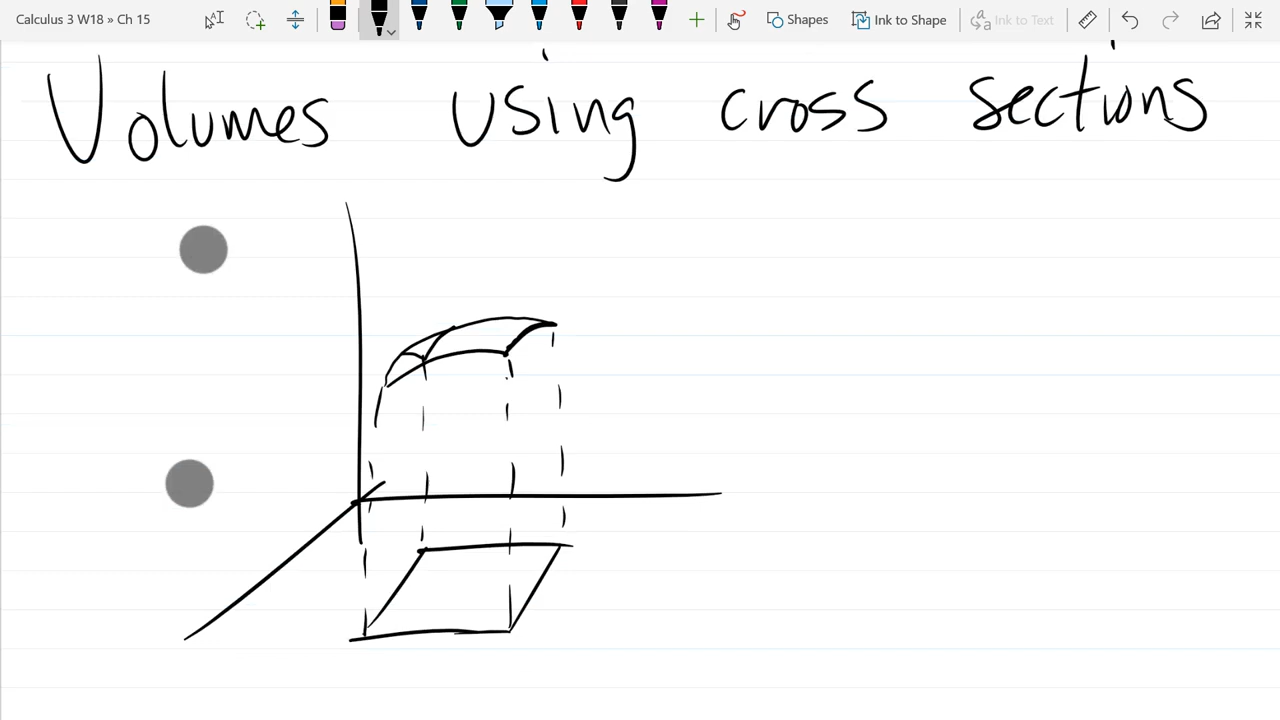 Calculus 3 W18 » Ch 15
Shapes
Ink to Shape
Ink to Text
Volumes using cross sections